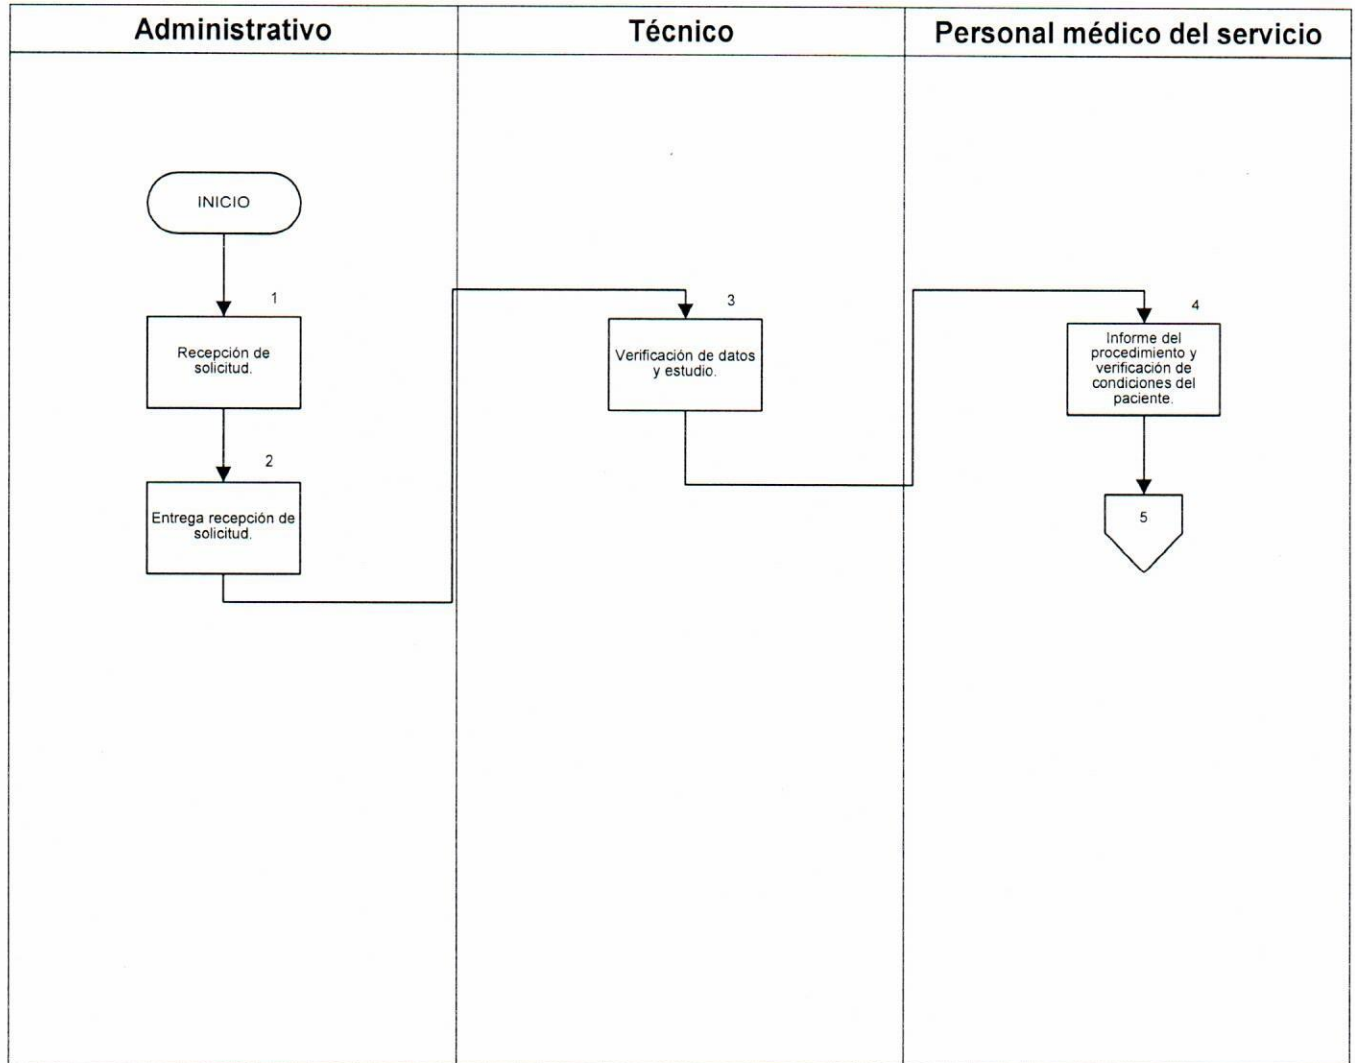 Administrativo
Técnico
Personal médico del servicio
INICIO
1
Recepción de
solicitud.
2
Entrega recepción de
solicitud.
3
Verificación de datos
y estudio.
4
Informe del
procedimiento y
verificación de
condiciones del
paciente.
5